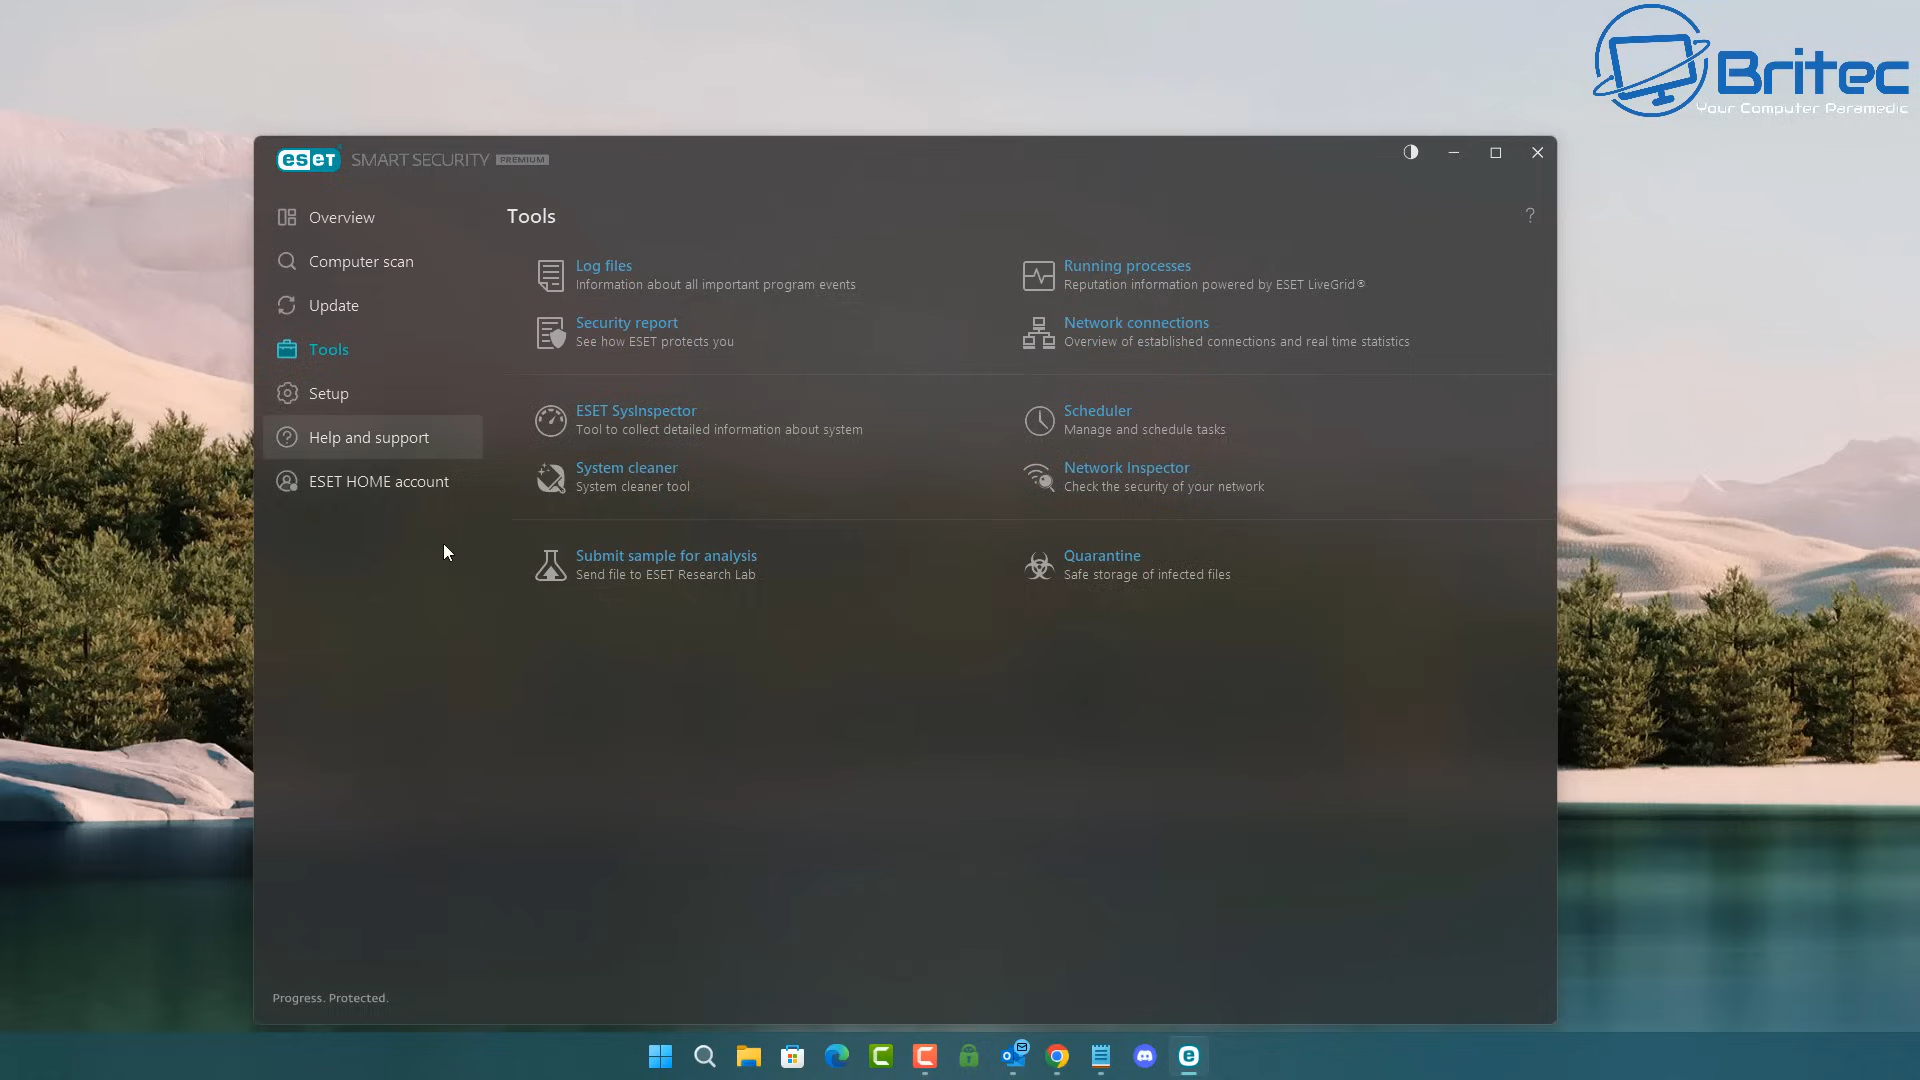 Britec
Your Computer Paramedic
eset SMART SECURITY PREMIUM
Overview
Computer scan
Update
Tools
Setup
Help and support
ESET HOME account
Tools
?
Log files
Information about all important program events
Running processes
Reputation information powered by ESET LiveGrid®
Security report
See how ESET protects you
Network connections
Overview of established connections and real time statistics
ESET SysInspector
Tool to collect detailed information about system
Scheduler
Manage and schedule tasks
System cleaner
System cleaner tool
Network Inspector
Check the security of your network
Submit sample for analysis
Send file to ESET Research Lab
Quarantine
Safe storage of infected files
Progress. Protected.